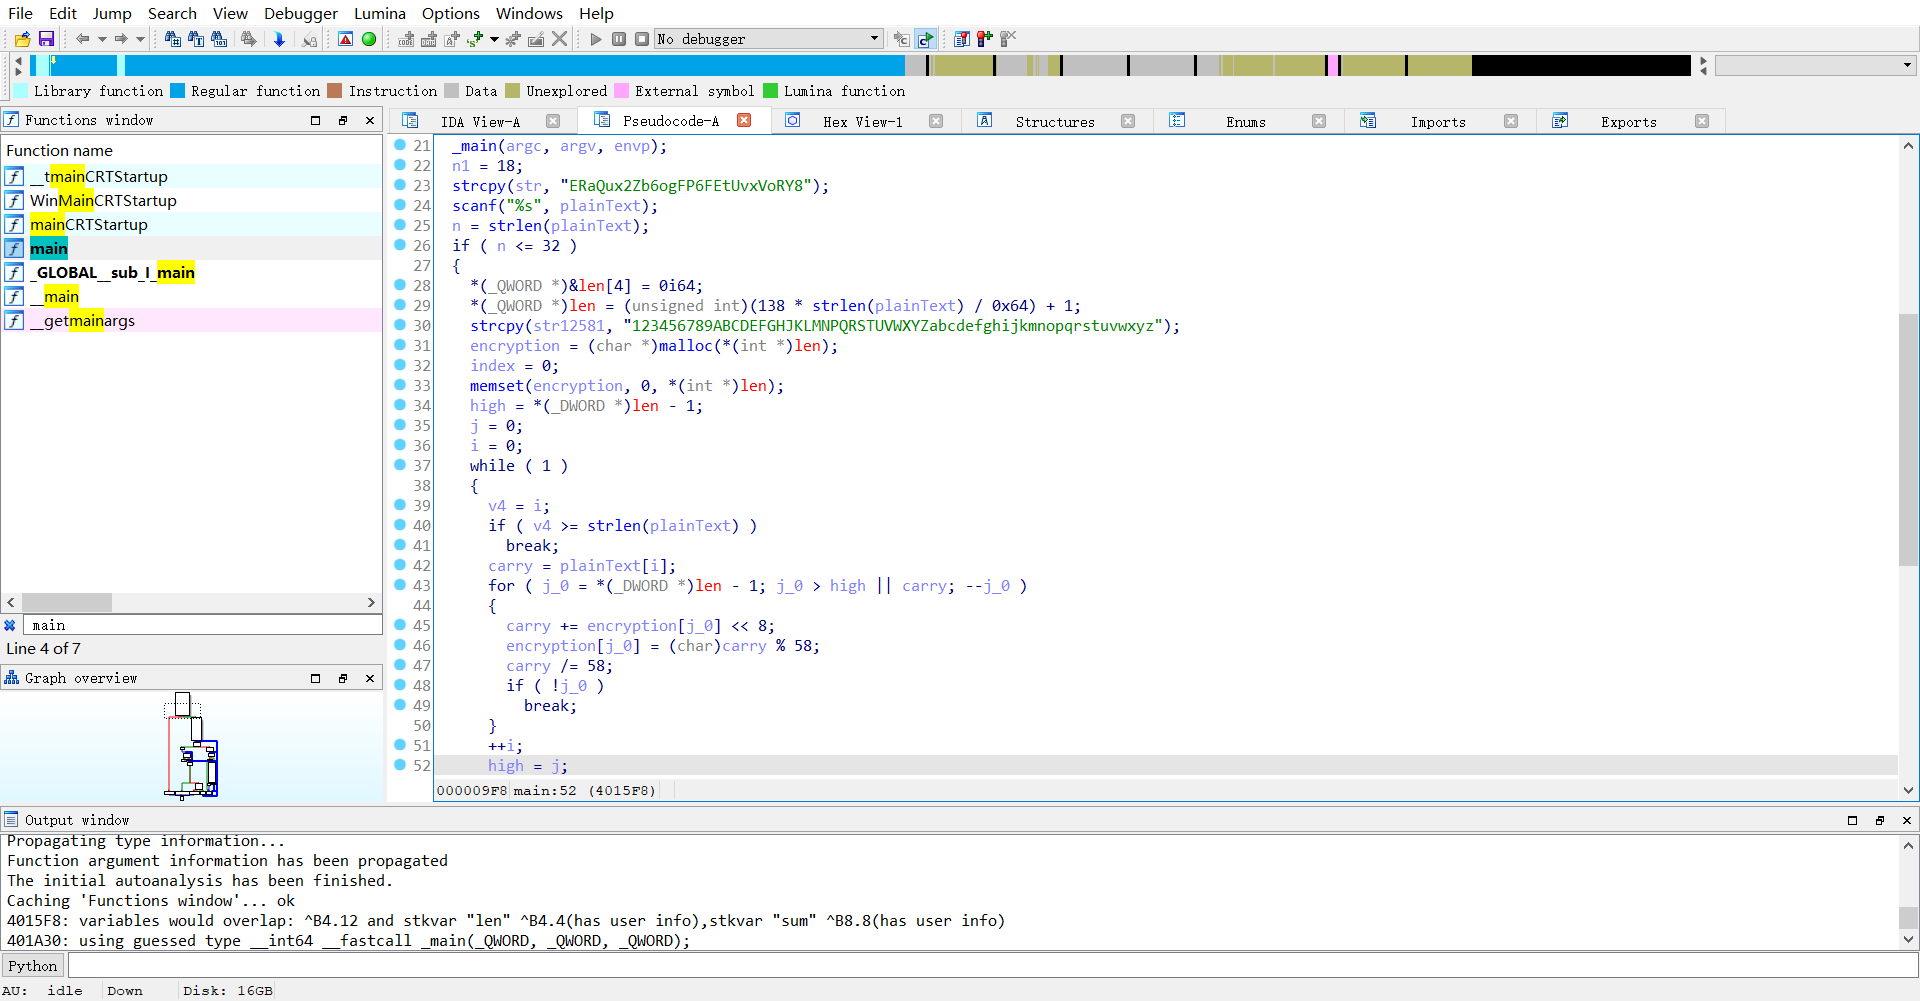 File Edit Jump Search View Debugger Lumina Options Windows Help
No debugger
Library function Regular function Instruction Data Unexplored External symbol Lumina function
Functions window
Function name
__tmainCRTStartup
WinMainCRTStartup
mainCRTStartup
main
_GLOBAL__sub_I_main
__main
__getmainargs
main
Line 4 of 7
Graph overview
IDA View-A Pseudocode-A Hex View-1 Structures Enums Imports Exports
21 _main(argc, argv, envp);
22 n1 = 18;
23 strcpy(str, "ERaQux2Zb6ogFP6FEtUvxVoRY8");
24 scanf("%s", plainText);
25 n = strlen(plainText);
26 if ( n <= 32 )
27 {
28 *(_QWORD *)&len[4] = 0i64;
29 *(_QWORD *)len = (unsigned int)(138 * strlen(plainText) / 0x64) + 1;
30 strcpy(str12581, "123456789ABCDEFGHJKLMNPQRSTUVWXYZabcdefghijkmnopqrstuvwxyz");
31 encryption = (char *)malloc(*(int *)len);
32 index = 0;
33 memset(encryption, 0, *(int *)len);
34 high = *(_DWORD *)len - 1;
35 j = 0;
36 i = 0;
37 while ( 1 )
38 {
39 v4 = i;
40 if ( v4 >= strlen(plainText) )
41 break;
42 carry = plainText[i];
43 for ( j_0 = *(_DWORD *)len - 1; j_0 > high || carry; --j_0 )
44 {
45 carry += encryption[j_0] << 8;
46 encryption[j_0] = (char)carry % 58;
47 carry /= 58;
48 if ( !j_0 )
49 break;
50 }
51 ++i;
52 high = j;
000009F8 main:52 (4015F8)
Output window
Propagating type information...
Function argument information has been propagated
The initial autoanalysis has been finished.
Caching 'Functions window'... ok
4015F8: variables would overlap: ^B4.12 and stkvar "len" ^B4.4(has user info),stkvar "sum" ^B8.8(has user info)
401A30: using guessed type __int64 __fastcall _main(_QWORD, _QWORD, _QWORD);
Python
AU: idle Down Disk: 16GB